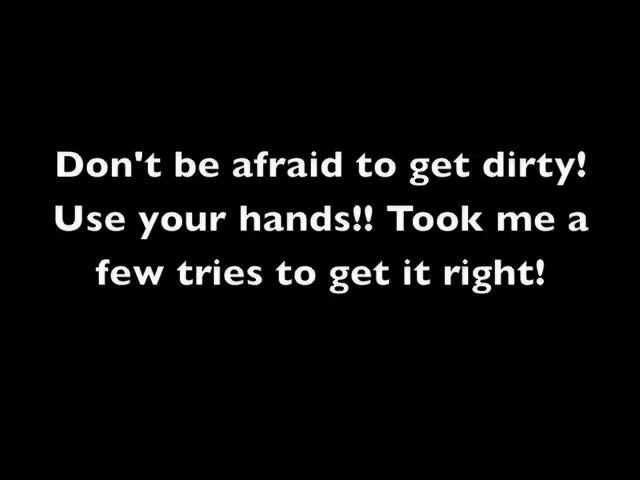 Don't be afraid to get dirty!
Use your hands!! Took me a
few tries to get it right!